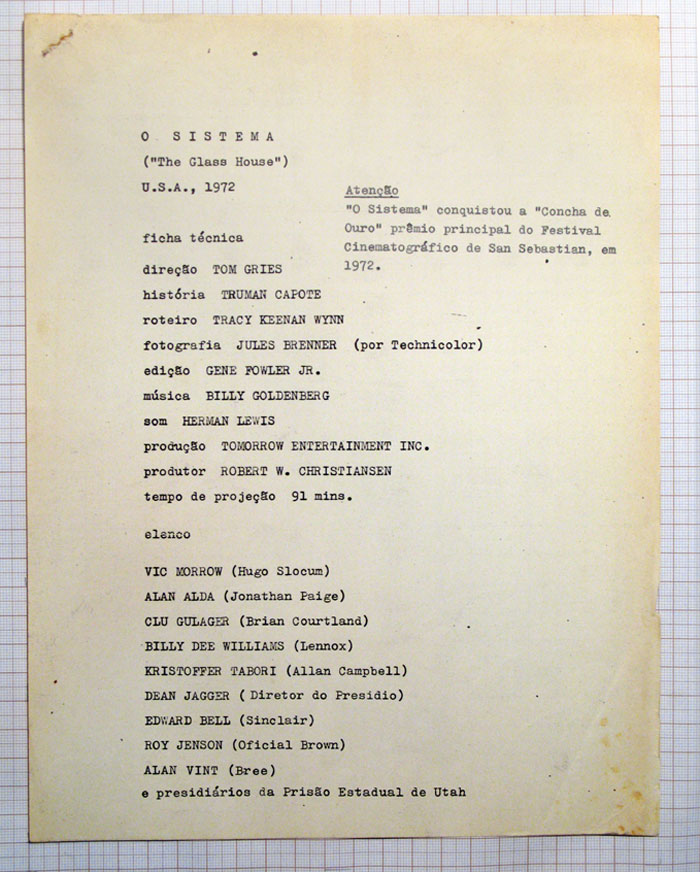 O SISTEMA
("The Glass House")
U.S.A., 1972
Atenção
"O Sistema" conquistou a "Concha de
Ouro" prêmio principal do Festival
Cinematográfico de San Sebastian, em
1972.
ficha técnica
direção TOM GRIES
história TRUMAN CAPOTE
roteiro TRACY KEENAN WYNN
fotografia JULES BRENNER (por Technicolor)
edição GENE FOWLER JR.
música BILLY GOLDENBERG
som HERMAN LEWIS
produção TOMORROW ENTERTAINMENT INC.
produtor ROBERT W. CHRISTIANSEN
tempo de projeção 91 mins.
elenco
VIC MORROW (Hugo Slocum)
ALAN ALDA (Jonathan Paige)
CLU GULAGER (Brian Courtland)
BILLY DEE WILLIAMS (Lennox)
KRISTOFFER TABORI (Allan Campbell)
DEAN JAGGER ( Diretor do Presidio)
EDWARD BELL (Sinclair)
ROY JENSON (Oficial Brown)
ALAN VINT (Bree)
e presidiários da Prisão Estadual de Utah